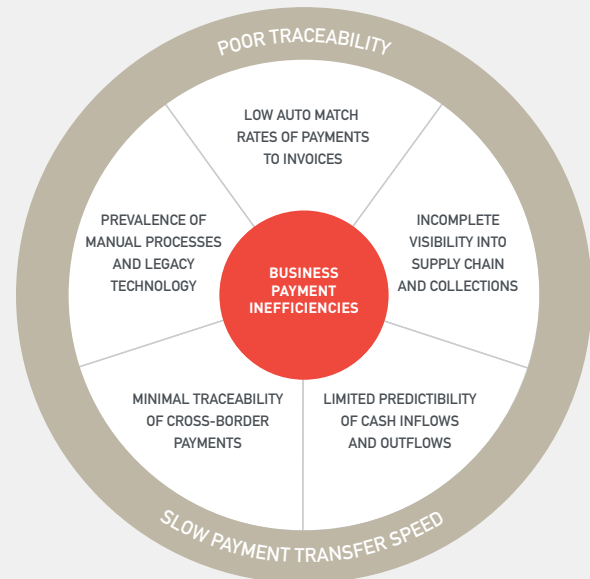 POOR TRACEABILITY
LOW AUTO MATCH
RATES OF PAYMENTS
TO INVOICES
PREVALENCE OF
MANUAL PROCESSES
AND LEGACY
TECHNOLOGY
INCOMPLETE
VISIBILITY INTO
SUPPLY CHAIN
AND COLLECTIONS
BUSINESS
PAYMENT
INEFFICIENCIES
MINIMAL TRACEABILITY
OF CROSS-BORDER
PAYMENTS
LIMITED PREDICTIBILITY
OF CASH INFLOWS
AND OUTFLOWS
SLOW PAYMENT TRANSFER SPEED